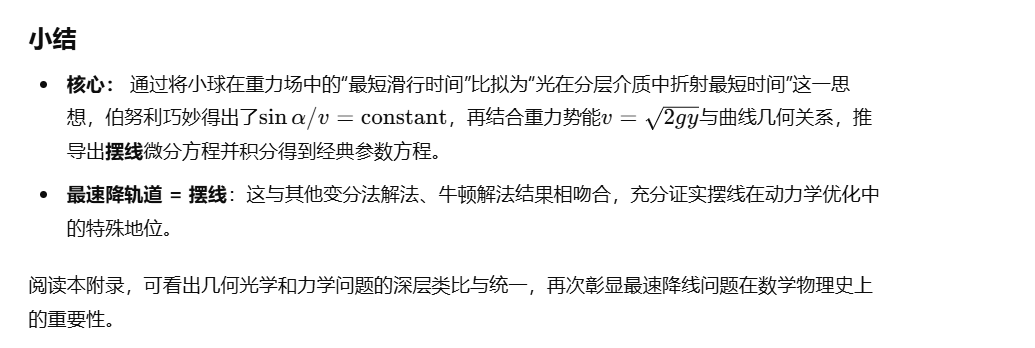 小结
• 核心： 通过将小球在重力场中的“最短滑行时间”比拟为“光在分层介质中折射最短时间”这一思
想，伯努利巧妙得出了sin α/v = constant，再结合重力势能v = √2gy与曲线几何关系，推
导出摆线微分方程并积分得到经典参数方程。
• 最速降轨道 = 摆线：这与其他变分法解法、牛顿解法结果相吻合，充分证实摆线在动力学优化中
的特殊地位。
阅读本附录，可看出几何光学和力学问题的深层类比与统一，再次彰显最速降线问题在数学物理史上
的重要性。